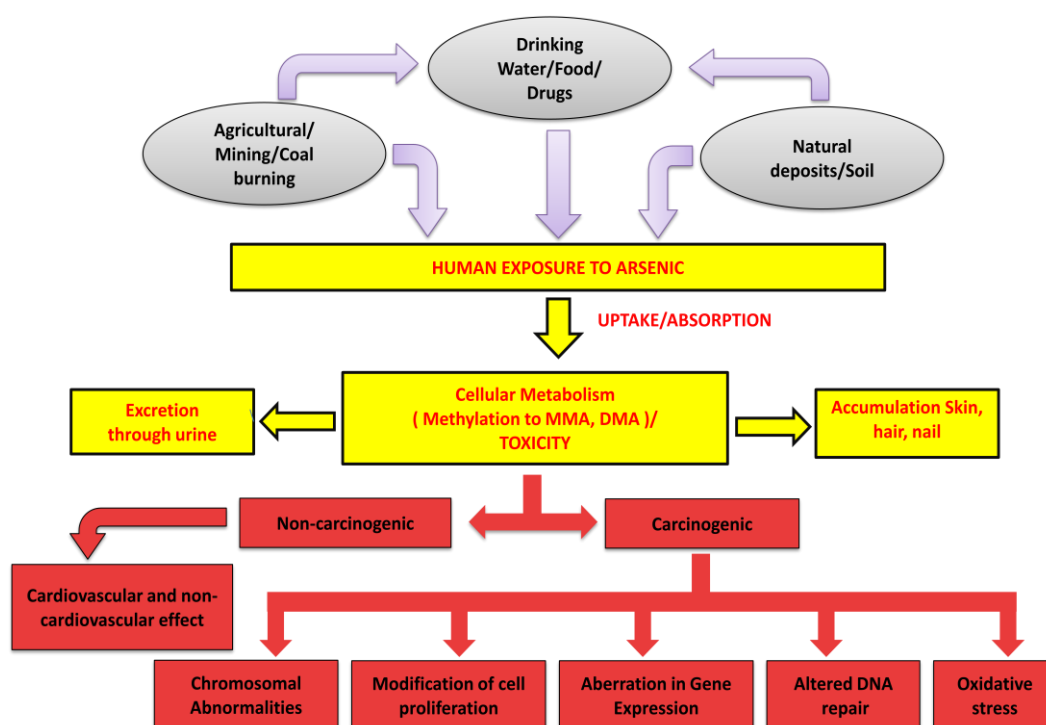 Drinking
Water/Food/
Drugs
Agricultural/
Mining/Coal
burning
Natural
deposits/Soil
HUMAN EXPOSURE TO ARSENIC
UPTAKE/ABSORPTION
Cellular Metabolism
( Methylation to MMA, DMA )/
TOXICITY
Excretion
through urine
Accumulation Skin,
hair, nail
Non-carcinogenic
Carcinogenic
Cardiovascular and non-
cardiovascular effect
Chromosomal
Abnormalities
Modification of cell
proliferation
Aberration in Gene
Expression
Altered DNA
repair
Oxidative
stress